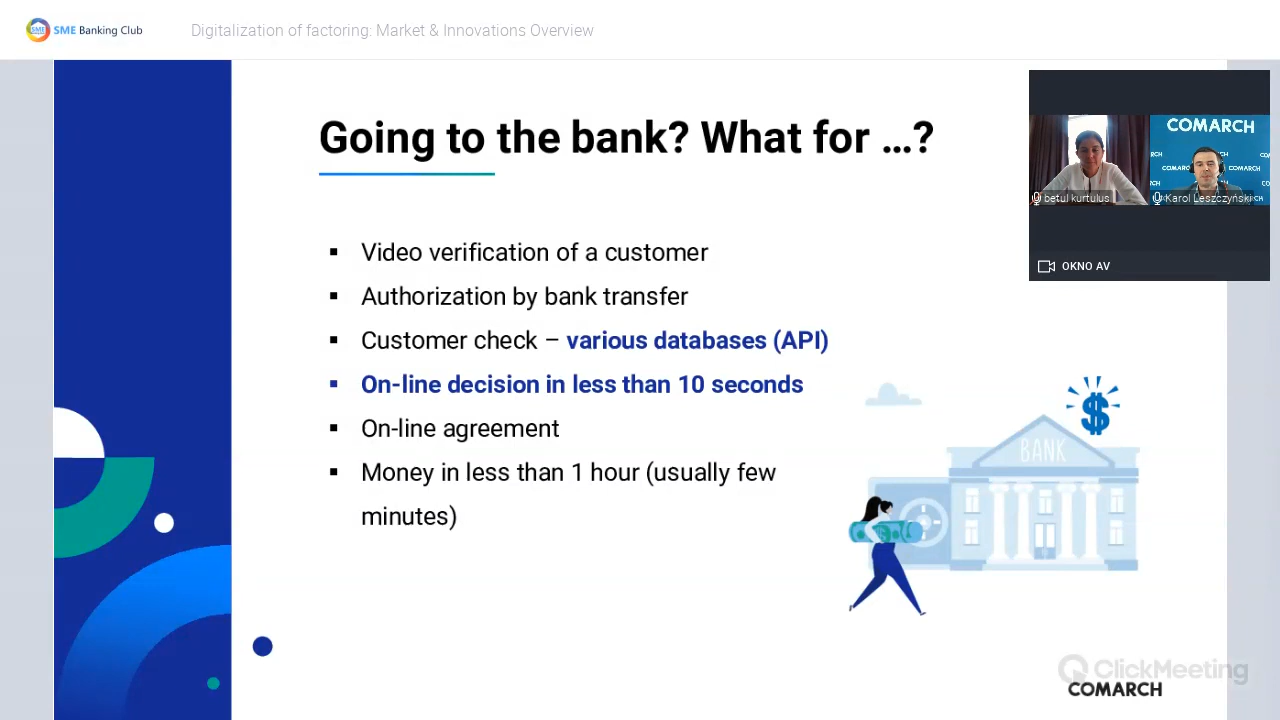 SME Banking Club
Digitalization of factoring: Market & Innovations Overview
Going to the bank? What for ...?
COMARCH
betul kurtulus
Karol Leszczyński
OKNO AV
Video verification of a customer
Authorization by bank transfer
Customer check – various databases (API)
On-line decision in less than 10 seconds
On-line agreement
Money in less than 1 hour (usually few
minutes)
BANK
$
ClickMeeting
COMARCH